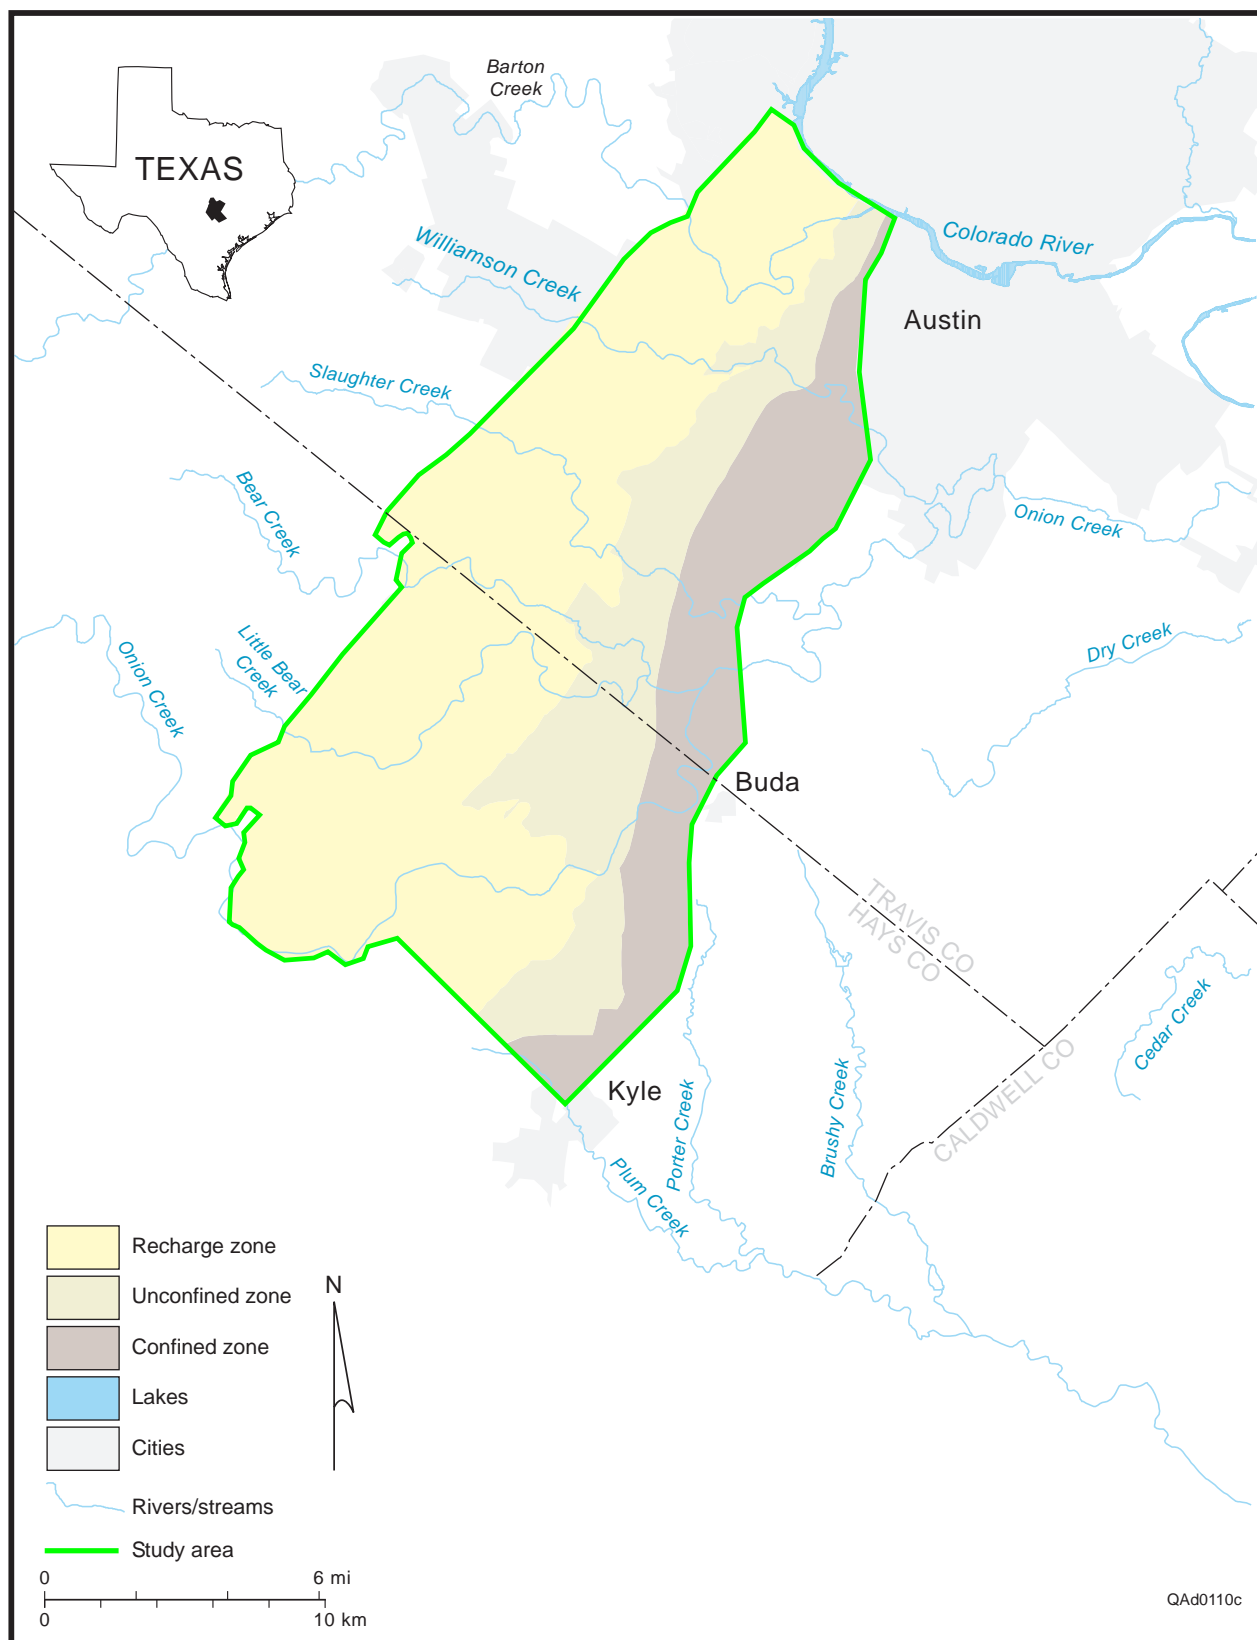 Barton
Creek
TEXAS
Williamson Creek
Colorado River
Austin
Slaughter Creek
Bear Creek
Onion Creek
Onion Creek
Little Bear
Creek
Dry Creek
Buda
TRAVIS CO
HAYS CO
Cedar Creek
CALDWELL CO
Kyle
Porter Creek
Brushy Creek
Plum Creek
Recharge zone
Unconfined zone
Confined zone
Lakes
Cities
Rivers/streams
Study area
N
0 6 mi
0 10 km
QAd0110c